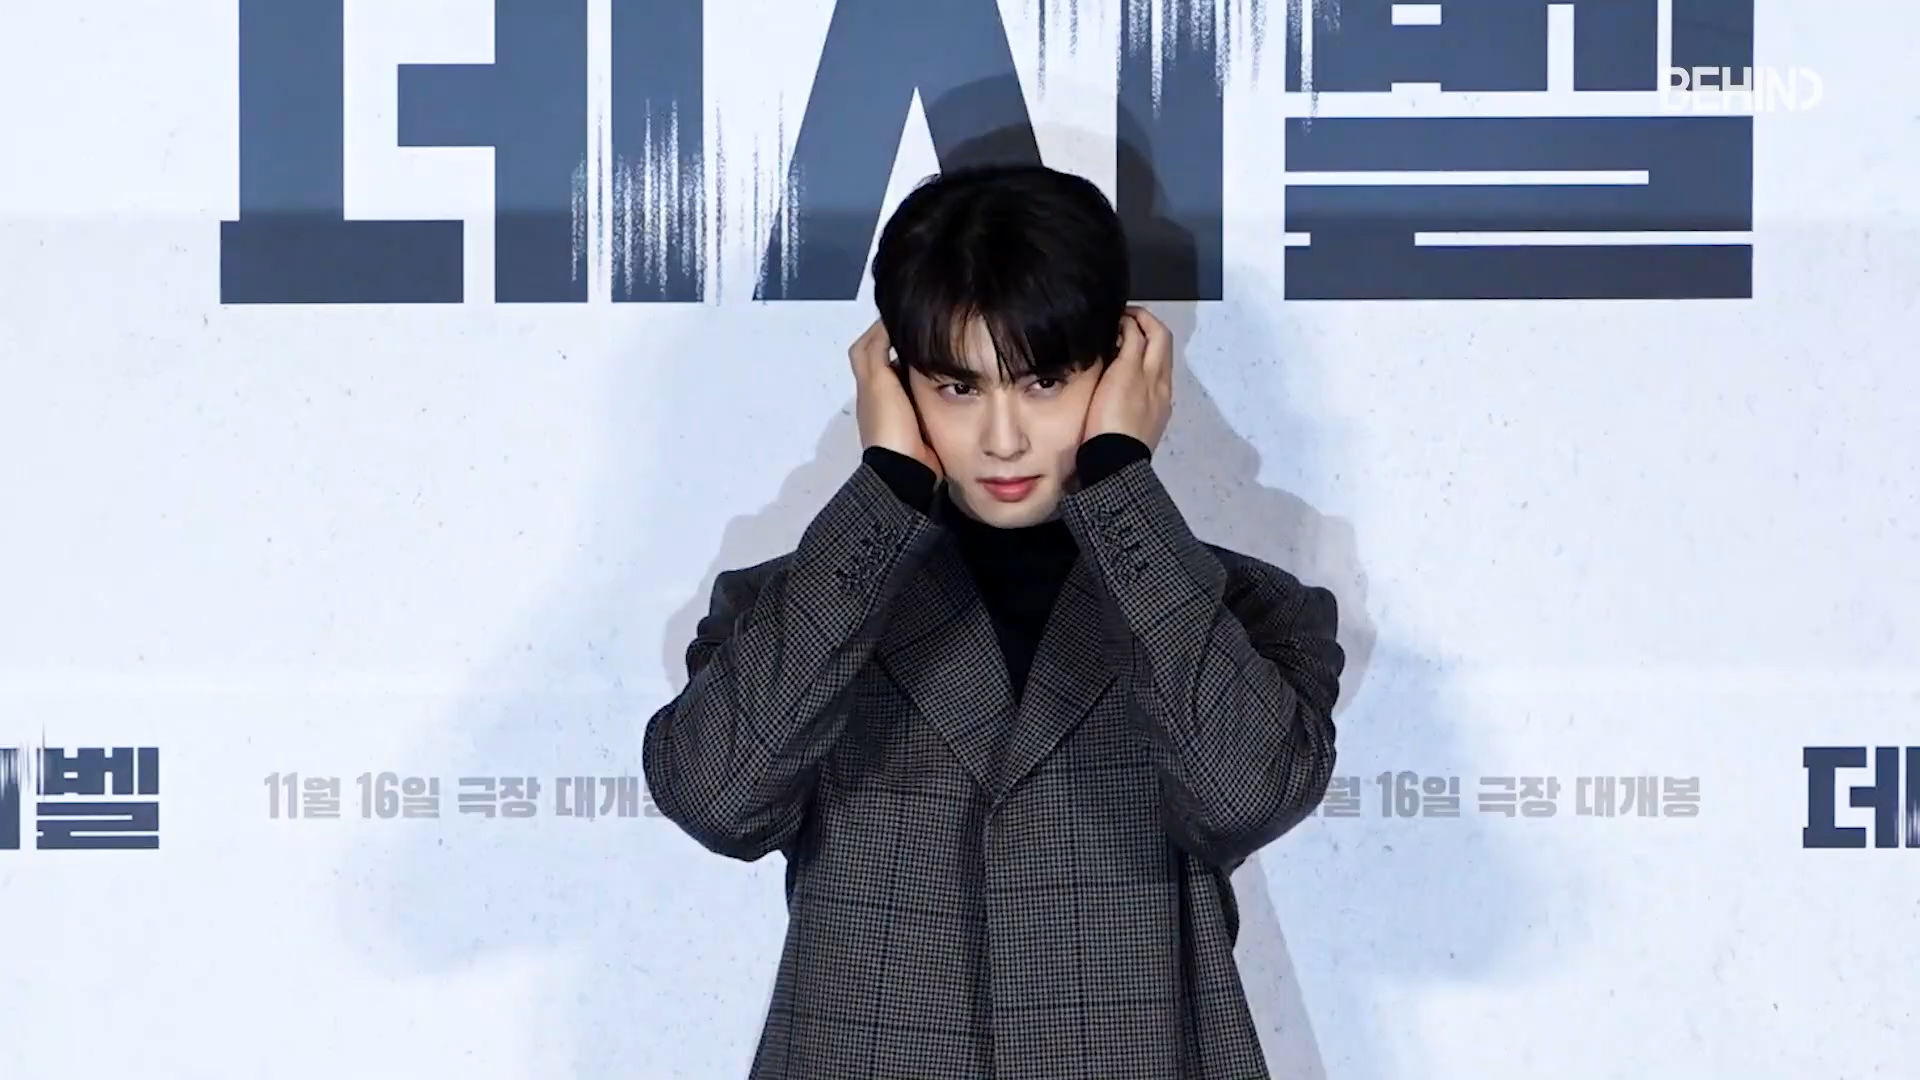 데시벨
BEHIND
벨
11월 16일 극장 대개
월 16일 극장 대개봉
데